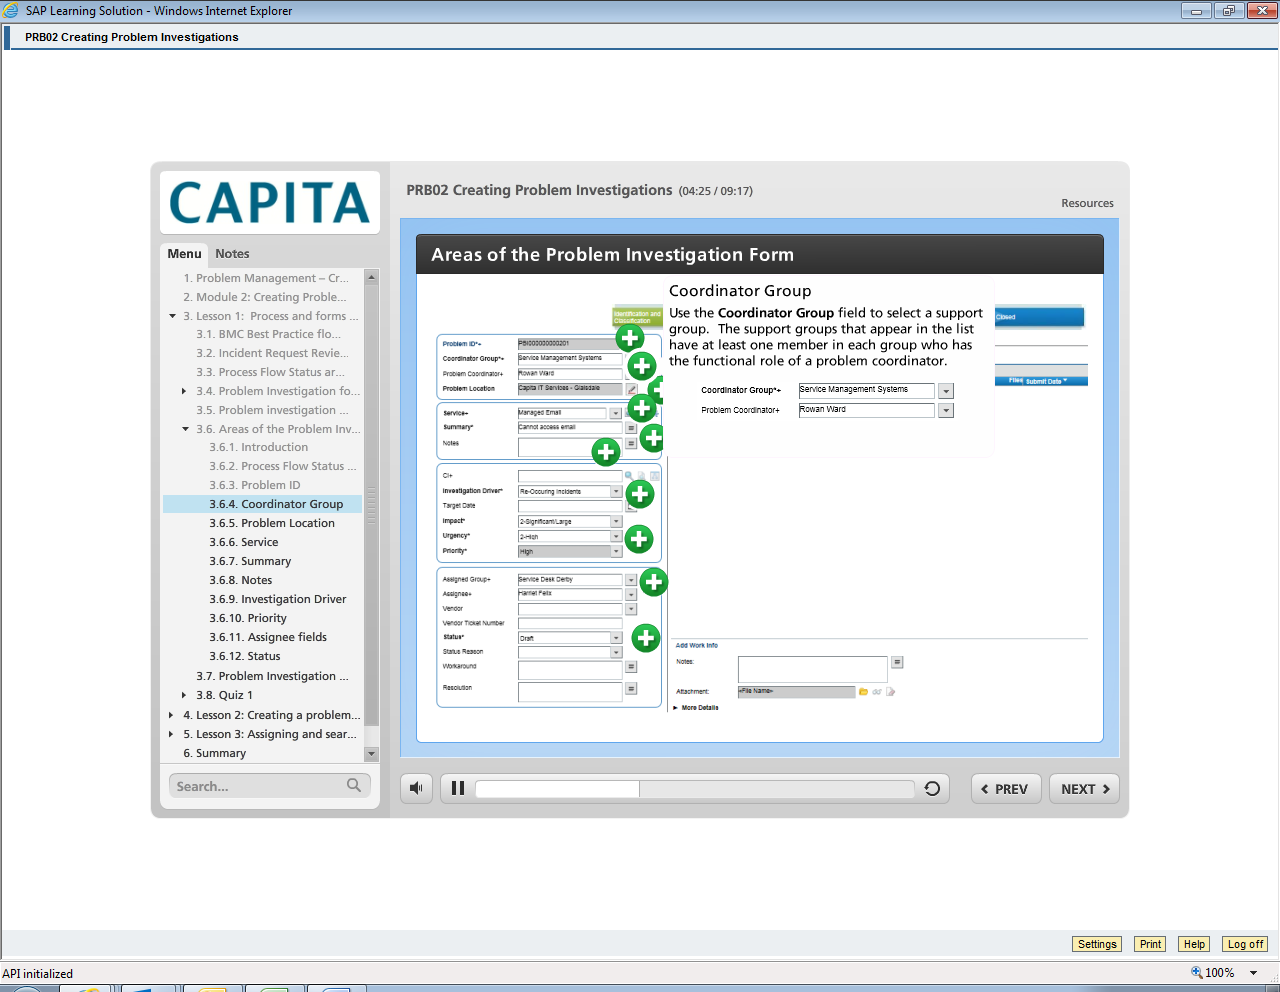 SAP Learning Solution - Windows Internet Explorer
PRB02 Creating Problem Investigations
CAPITA
PRB02 Creating Problem Investigations (04:25 / 09:17)
Resources
Menu Notes
1. Problem Management – Cr...
2. Module 2: Creating Proble...
3. Lesson 1: Process and forms ...
3.1. BMC Best Practice flo...
3.2. Incident Request Revie...
3.3. Process Flow Status ar...
3.4. Problem Investigation fo...
3.5. Problem investigation ...
3.6. Areas of the Problem Inv...
3.6.1. Introduction
3.6.2. Process Flow Status ...
3.6.3. Problem ID
3.6.4. Coordinator Group
3.6.5. Problem Location
3.6.6. Service
3.6.7. Summary
3.6.8. Notes
3.6.9. Investigation Driver
3.6.10. Priority
3.6.11. Assignee fields
3.6.12. Status
3.7. Problem Investigation ...
3.8. Quiz 1
4. Lesson 2: Creating a problem...
5. Lesson 3: Assigning and sear...
6. Summary
Search...
Areas of the Problem Investigation Form
Identification and
Classification
Closed
Files Submit Date
Problem ID*+ PBI000000000201
Coordinator Group*+ Service Management Systems
Problem Coordinator+ Rowan Ward
Problem Location Capita IT Services - Glaisdale
Service+ Managed Email
Summary* Cannot access email
Notes
CI+
Investigation Driver* Re-Occuring Incidents
Target Date
Impact* 2-Significant/Large
Urgency* 2-High
Priority* High
Assigned Group+ Service Desk Derby
Assignee+ Harriet Felix
Vendor
Vendor Ticket Number
Status* Draft
Status Reason
Workaround
Resolution
Coordinator Group
Use the Coordinator Group field to select a support
group. The support groups that appear in the list
have at least one member in each group who has
the functional role of a problem coordinator.
Coordinator Group*+ Service Management Systems
Problem Coordinator+ Rowan Ward
Add Work Info
Notes:
Attachment: <File Name>
More Details
PREV NEXT
Settings Print Help Log off
API initialized 100%